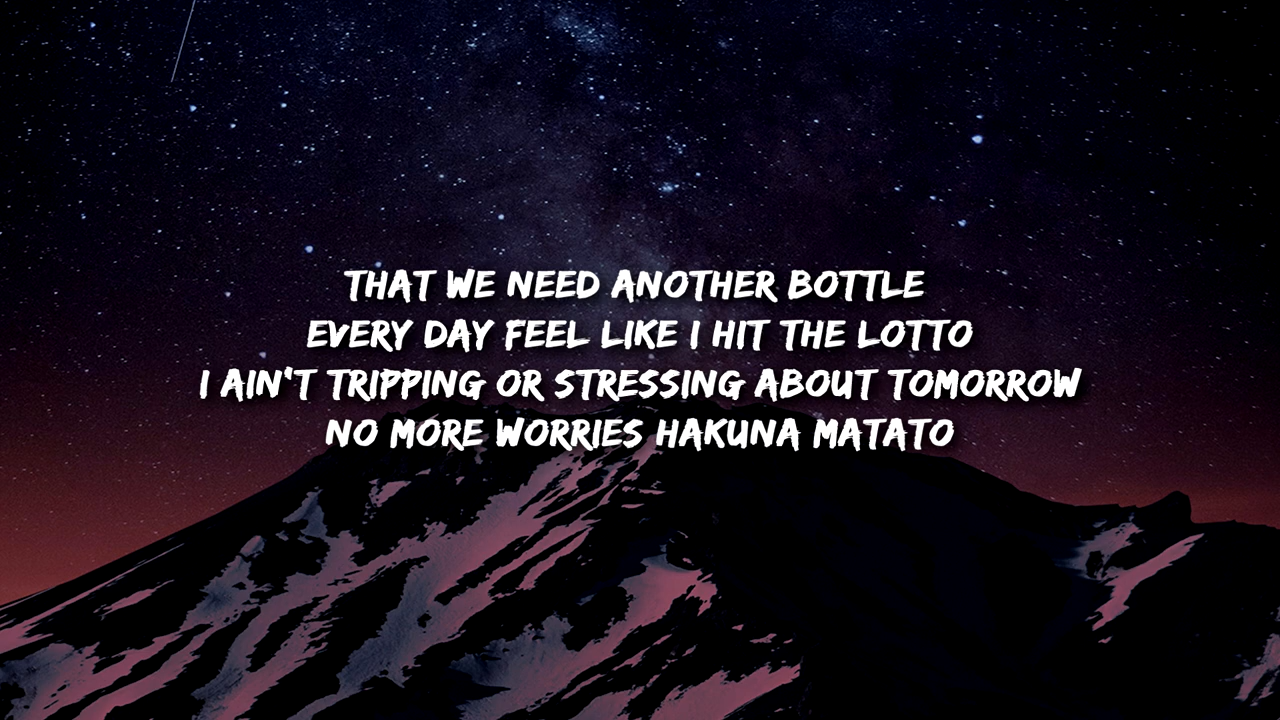 THAT WE NEED ANOTHER BOTTLE
EVERY DAY FEEL LIKE I HIT THE LOTTO
I AIN'T TRIPPING OR STRESSING ABOUT TOMORROW
NO MORE WORRIES HAKUNA MATATO